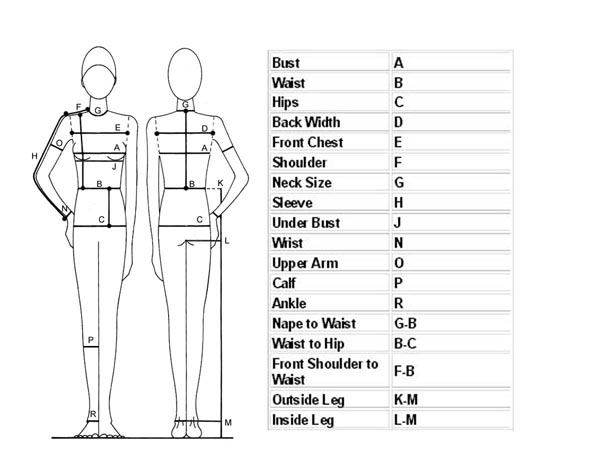 F
G
E
A
O
J
H
B
N
C
P
R
G
D
A
B
K
C
L
M
Bust A
Waist B
Hips C
Back Width D
Front Chest E
Shoulder F
Neck Size G
Sleeve H
Under Bust J
Wrist N
Upper Arm O
Calf P
Ankle R
Nape to Waist G-B
Waist to Hip B-C
Front Shoulder to
Waist F-B
Outside Leg K-M
Inside Leg L-M